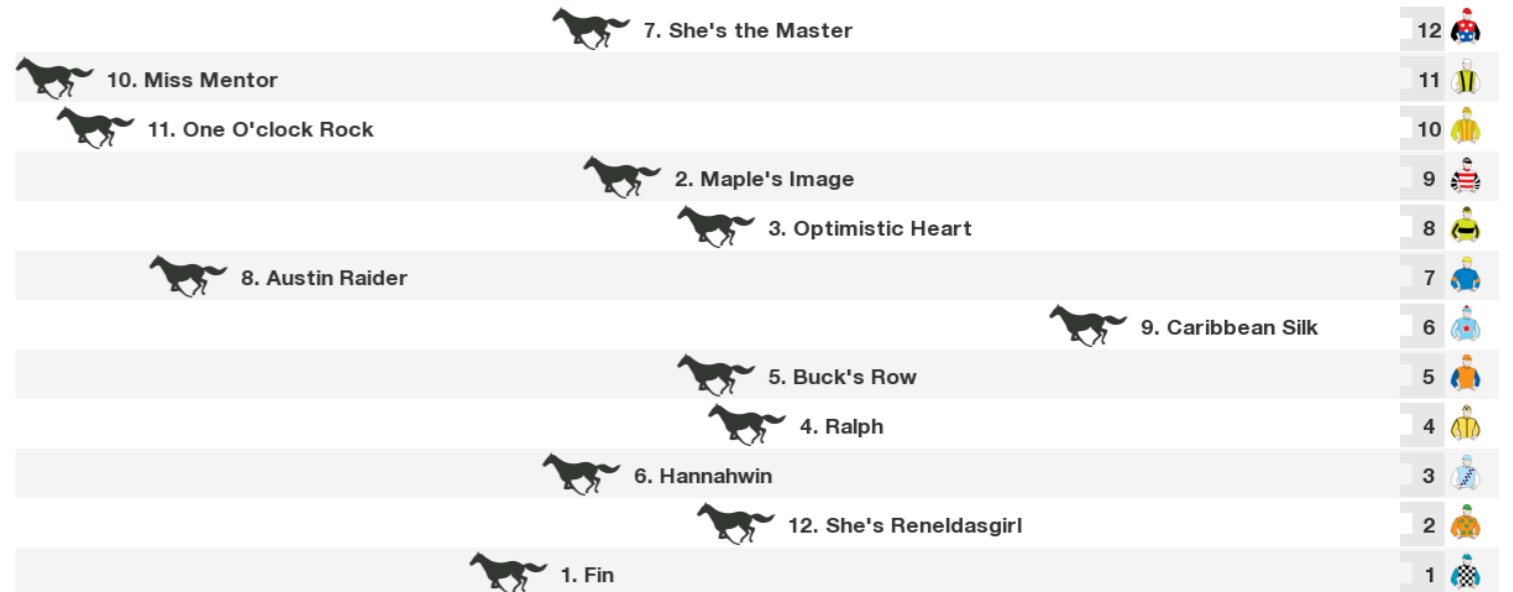 7. She's the Master 12
10. Miss Mentor 11
11. One O'clock Rock 10
2. Maple's Image 9
3. Optimistic Heart 8
8. Austin Raider 7
9. Caribbean Silk 6
5. Buck's Row 5
4. Ralph 4
6. Hannahwin 3
12. She's Reneldasgirl 2
1. Fin 1